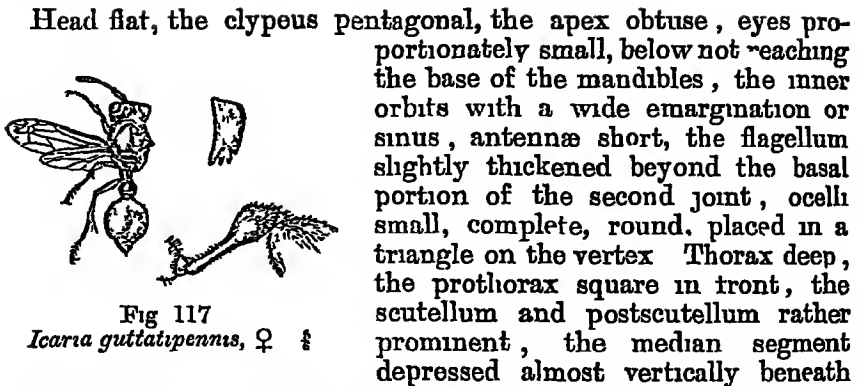 Head flat, the clypeus pentagonal, the apex obtuse, eyes pro-
portionately small, below not reaching
the base of the mandibles, the inner
orbits with a wide emargination or
sinus, antennæ short, the flagellum
slightly thickened beyond the basal
portion of the second joint, ocelli
small, complete, round, placed in a
triangle on the vertex Thorax deep,
the prothorax square in front, the
scutellum and postscutellum rather
prominent, the median segment
depressed almost vertically beneath
Fig 117
Icaria guttatipennis, ♀